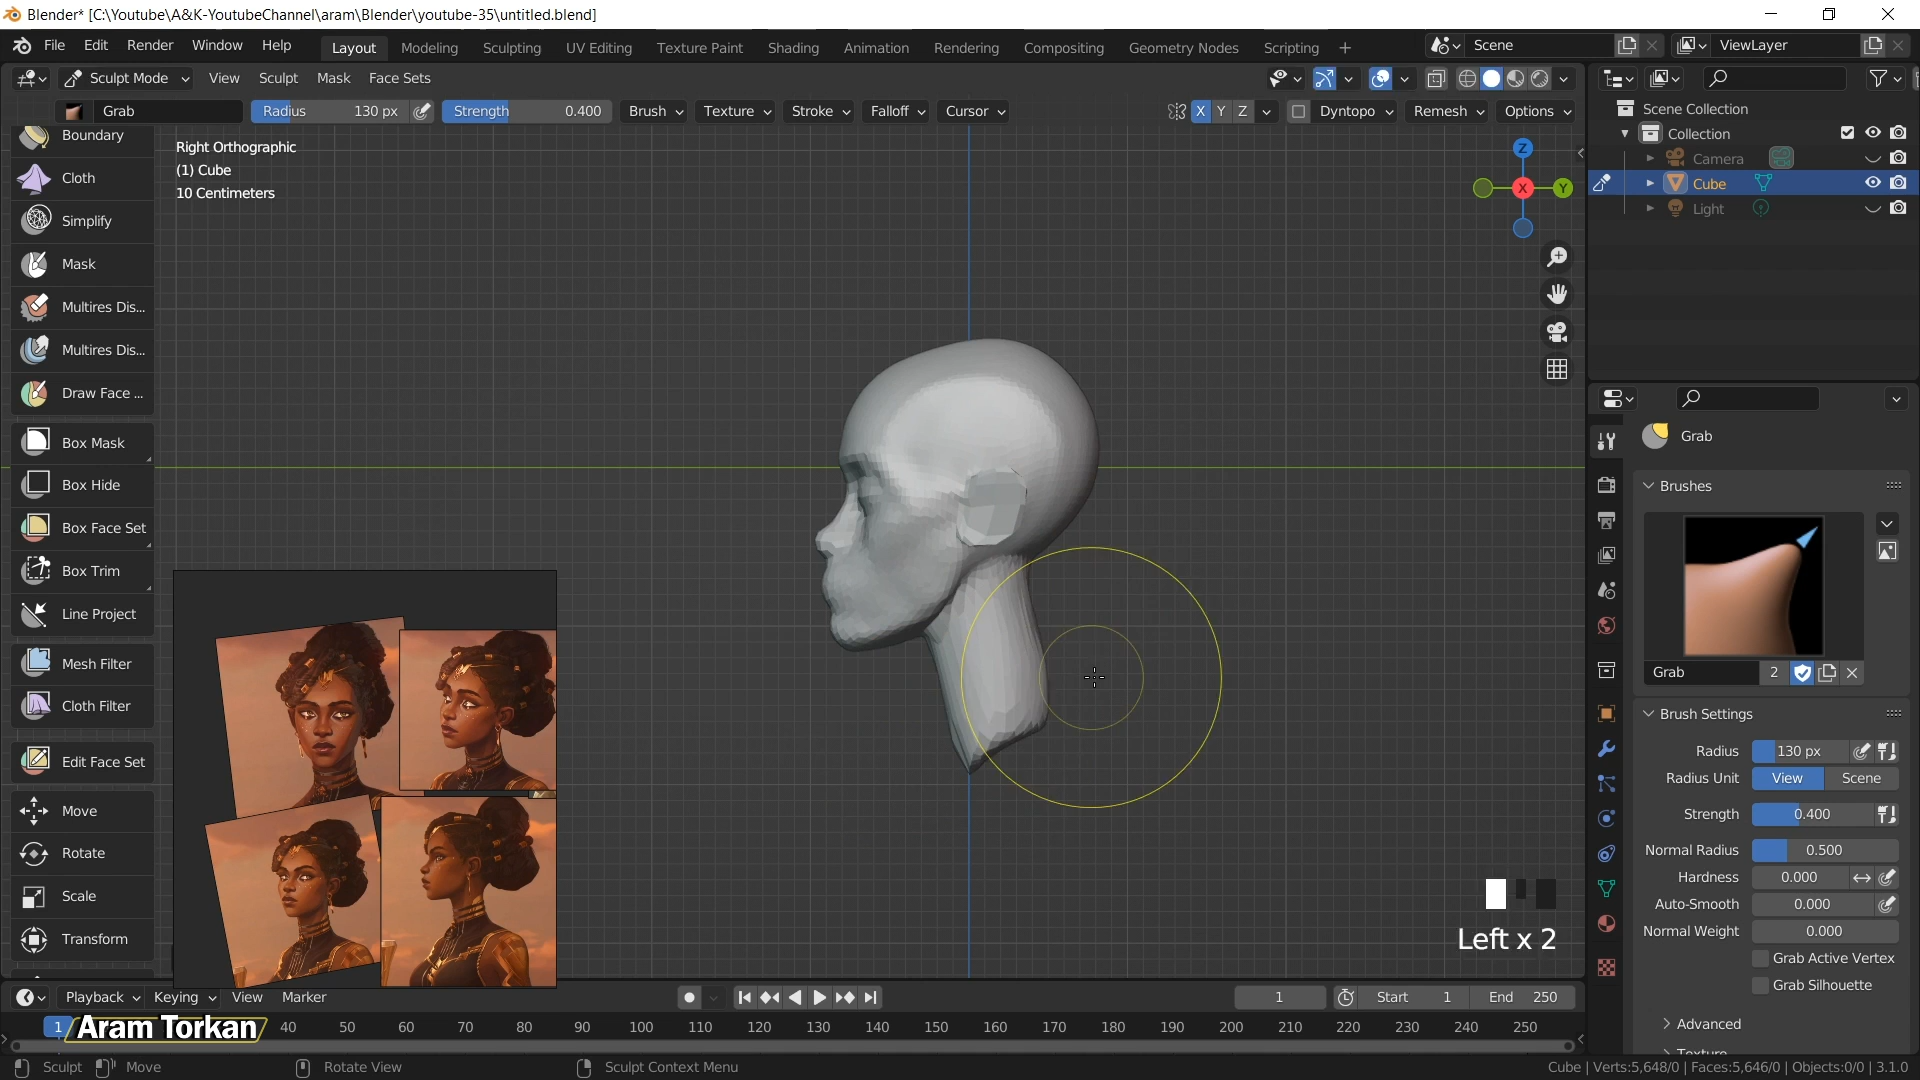 Blender* [C:\Youtube\A&K-YoutubeChannel\aram\Blender\youtube-35\untitled.blend]
File Edit Render Window Help Layout Modeling Sculpting UV Editing Texture Paint Shading Animation Rendering Compositing Geometry Nodes Scripting + Scene ViewLayer
Sculpt Mode View Sculpt Mask Face Sets
Grab Radius 130 px Strength 0.400 Brush Texture Stroke Falloff Cursor X Y Z Dyntopo Remesh Options
Scene Collection
Collection
Camera
Cube
Light
Right Orthographic
(1) Cube
10 Centimeters
Z
X
Y
Boundary
Cloth
Simplify
Mask
Multires Dis...
Multires Dis...
Draw Face ...
Box Mask
Box Hide
Box Face Set
Box Trim
Line Project
Mesh Filter
Cloth Filter
Edit Face Set
Move
Rotate
Scale
Transform
Left x 2
Grab
Brushes
Grab 2
Brush Settings
Radius 130 px
Radius Unit View Scene
Strength 0.400
Normal Radius 0.500
Hardness 0.000
Auto-Smooth 0.000
Normal Weight 0.000
Grab Active Vertex
Grab Silhouette
Advanced
Texture
Playback Keying View Marker 1 Start 1 End 250
1 Aram Torkan 40 50 60 70 80 90 100 110 120 130 140 150 160 170 180 190 200 210 220 230 240 250
Sculpt Move Rotate View Sculpt Context Menu Cube | Verts:5,648/0 | Faces:5,646/0 | Objects:0/0 | 3.1.0